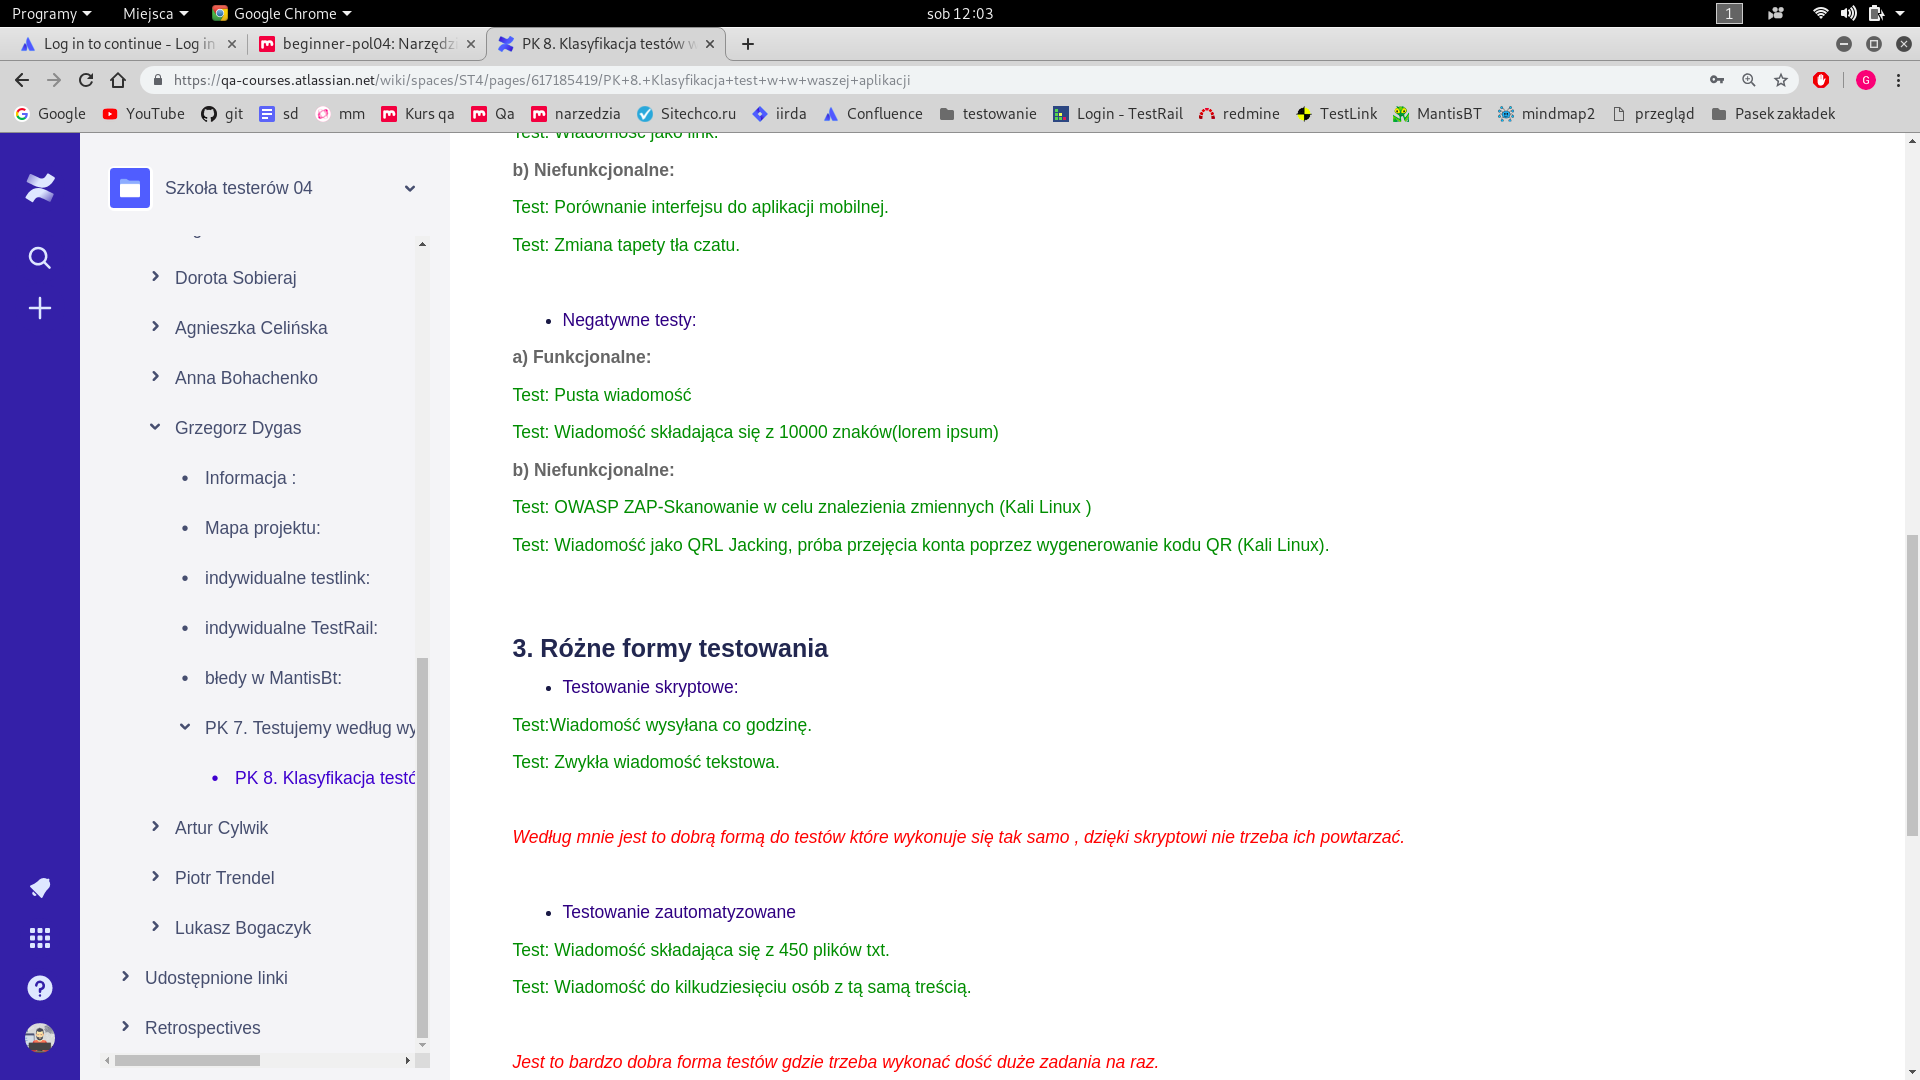 Programy Miejsca Google Chrome sob 12:03 1
Log in to continue - Log in beginner-pol04: Narzędzi PK 8. Klasyfikacja testów w
https://qa-courses.atlassian.net/wiki/spaces/ST4/pages/617185419/PK+8.+Klasyfikacja+test+w+w+waszej+aplikacji G
Google YouTube git sd mm Kurs qa Qa narzedzia Sitechco.ru iirda Confluence testowanie Login - TestRail redmine TestLink MantisBT mindmap2 przegląd Pasek zakładek
Szkoła testerów 04
Dorota Sobieraj
Agnieszka Celińska
Anna Bohachenko
Grzegorz Dygas
• Informacja :
• Mapa projektu:
• indywidualne testlink:
• indywidualne TestRail:
• błedy w MantisBt:
PK 7. Testujemy według wy
• PK 8. Klasyfikacja testó
Artur Cylwik
Piotr Trendel
Lukasz Bogaczyk
Udostępnione linki
Retrospectives
Test: Wiadomość jako link.
b) Niefunkcjonalne:
Test: Porównanie interfejsu do aplikacji mobilnej.
Test: Zmiana tapety tła czatu.
• Negatywne testy:
a) Funkcjonalne:
Test: Pusta wiadomość
Test: Wiadomość składająca się z 10000 znaków(lorem ipsum)
b) Niefunkcjonalne:
Test: OWASP ZAP-Skanowanie w celu znalezienia zmiennych (Kali Linux )
Test: Wiadomość jako QRL Jacking, próba przejęcia konta poprzez wygenerowanie kodu QR (Kali Linux).
3. Różne formy testowania
• Testowanie skryptowe:
Test:Wiadomość wysyłana co godzinę.
Test: Zwykła wiadomość tekstowa.
Według mnie jest to dobrą formą do testów które wykonuje się tak samo , dzięki skryptowi nie trzeba ich powtarzać.
• Testowanie zautomatyzowane
Test: Wiadomość składająca się z 450 plików txt.
Test: Wiadomość do kilkudziesięciu osób z tą samą treścią.
Jest to bardzo dobra forma testów gdzie trzeba wykonać dość duże zadania na raz.